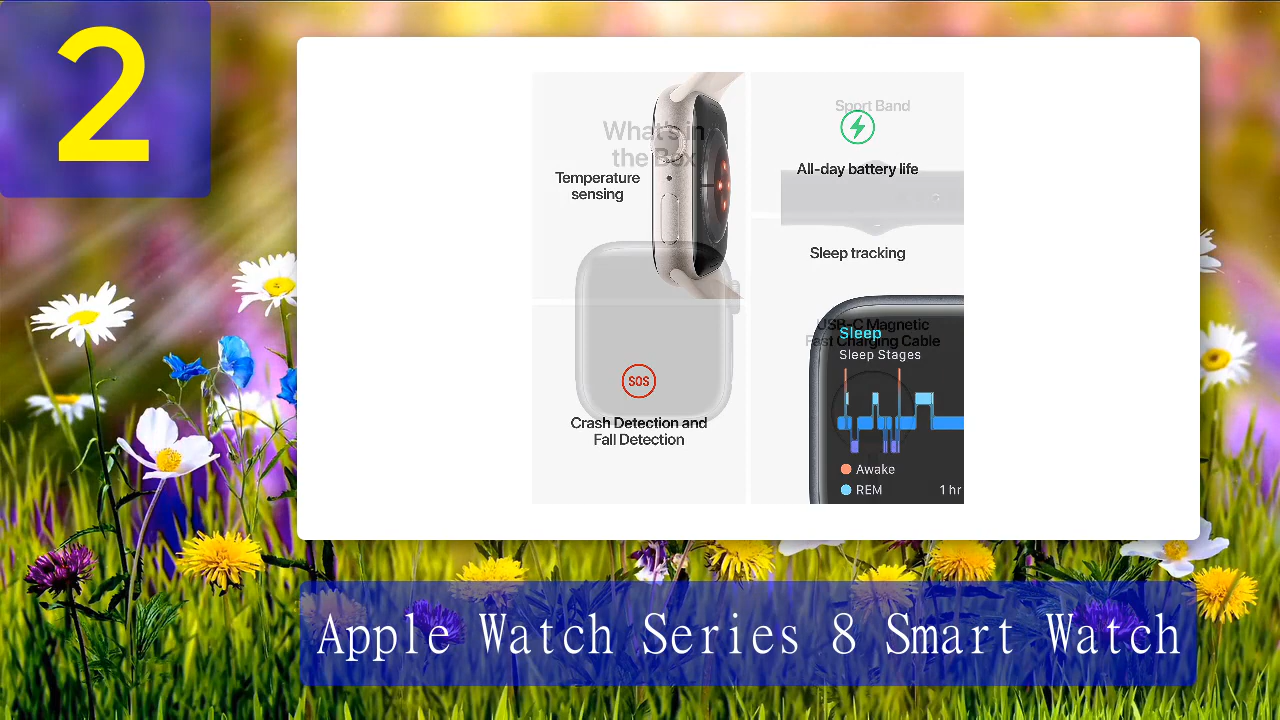 2
What's in
the Box
Temperature
sensing
SOS
Crash Detection and
Fall Detection
Sport Band
All-day battery life
Sleep tracking
USB-C Magnetic
Fast Charging Cable
Sleep
Sleep Stages
Awake
REM 1 hr
Apple Watch Series 8 Smart Watch